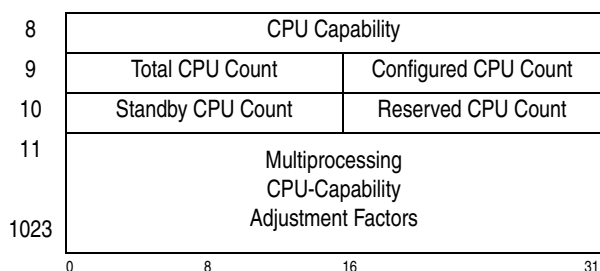 8 CPU Capability
9 Total CPU Count Configured CPU Count
10 Standby CPU Count Reserved CPU Count
11 Multiprocessing
CPU-Capability
1023 Adjustment Factors
0 8 16 31